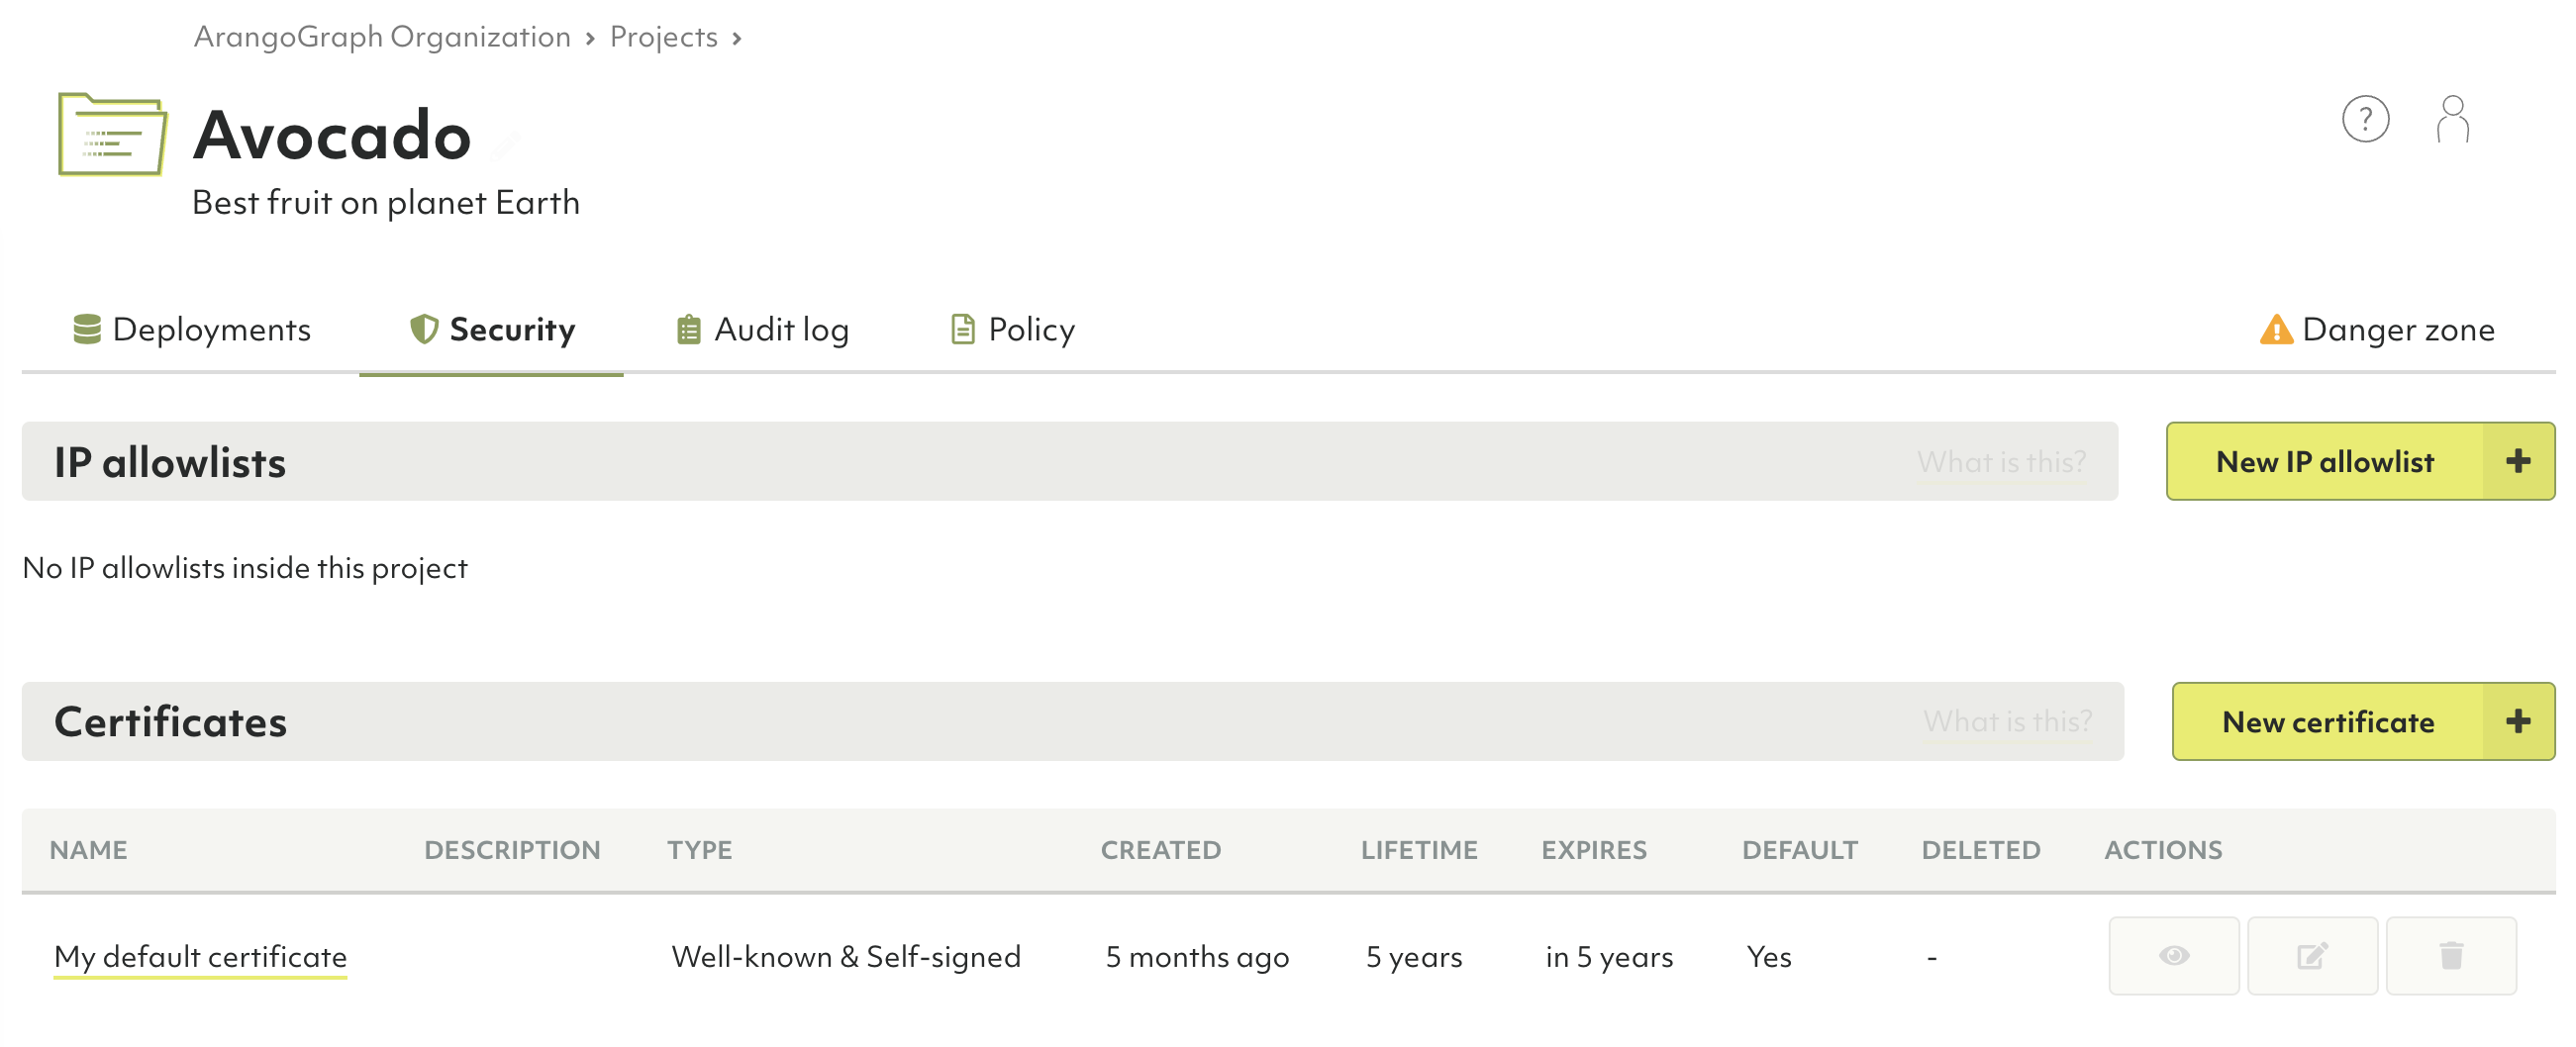 ArangoGraph Organization › Projects ›
Avocado
?
Best fruit on planet Earth
Deployments Security Audit log Policy Danger zone
IP allowlists What is this? New IP allowlist +
No IP allowlists inside this project
Certificates What is this? New certificate +
NAME DESCRIPTION TYPE CREATED LIFETIME EXPIRES DEFAULT DELETED ACTIONS
My default certificate Well-known & Self-signed 5 months ago 5 years in 5 years Yes -